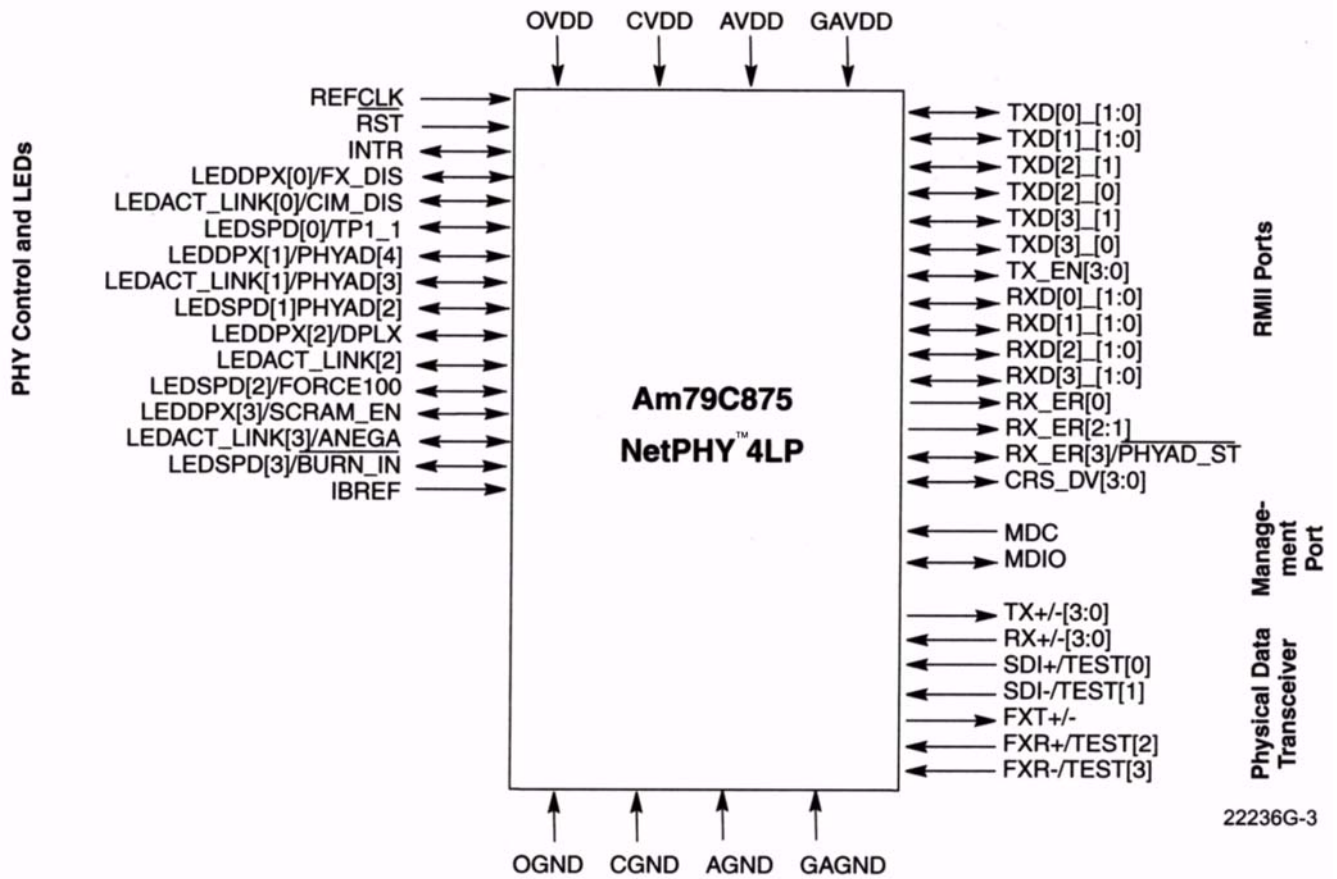 OVDD CVDD AVDD GAVDD
PHY Control and LEDs
REFCLK
RST
INTR
LEDDPX[0]/FX_DIS
LEDACT_LINK[0]/CIM_DIS
LEDSPD[0]/TP1_1
LEDDPX[1]/PHYAD[4]
LEDACT_LINK[1]/PHYAD[3]
LEDSPD[1]PHYAD[2]
LEDDPX[2]/DPLX
LEDACT_LINK[2]
LEDSPD[2]/FORCE100
LEDDPX[3]/SCRAM_EN
LEDACT_LINK[3]/ANEGA
LEDSPD[3]/BURN_IN
IBREF
Am79C875
NetPHY™4LP
TXD[0]_[1:0]
TXD[1]_[1:0]
TXD[2]_[1]
TXD[2]_[0]
TXD[3]_[1]
TXD[3]_[0]
TX_EN[3:0]
RXD[0]_[1:0]
RXD[1]_[1:0]
RXD[2]_[1:0]
RXD[3]_[1:0]
RX_ER[0]
RX_ER[2:1]
RX_ER[3]/PHYAD_ST
CRS_DV[3:0]
RMII Ports
MDC
MDIO
Manage-
ment
Port
TX+/-[3:0]
RX+/-[3:0]
SDI+/TEST[0]
SDI-/TEST[1]
FXT+/-
FXR+/TEST[2]
FXR-/TEST[3]
Physical Data
Transceiver
22236G-3
OGND CGND AGND GAGND